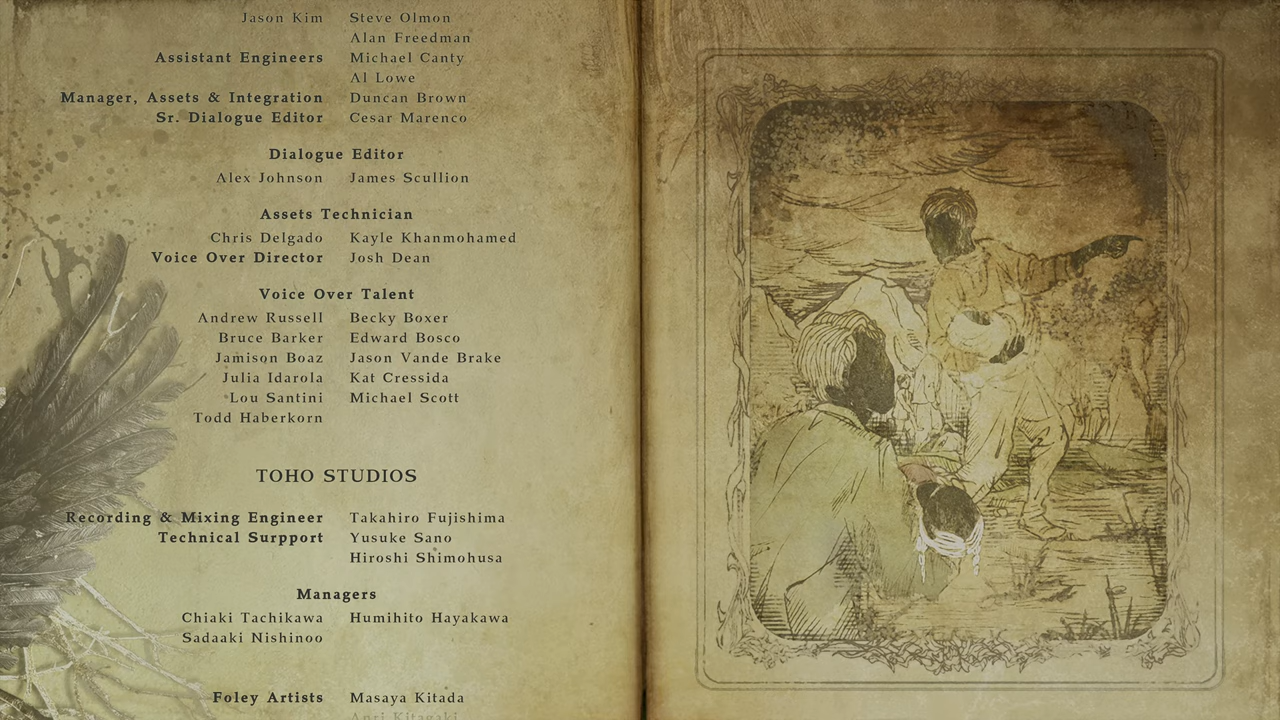 Jason Kim Steve Olmon
Alan Freedman
Assistant Engineers Michael Canty
Al Lowe
Manager, Assets & Integration Duncan Brown
Sr. Dialogue Editor Cesar Marenco
Dialogue Editor
Alex Johnson James Scullion
Assets Technician
Chris Delgado Kayle Khanmohamed
Voice Over Director Josh Dean
Voice Over Talent
Andrew Russell Becky Boxer
Bruce Barker Edward Bosco
Jamison Boaz Jason Vande Brake
Julia Idarola Kat Cressida
Lou Santini Michael Scott
Todd Haberkorn
TOHO STUDIOS
Recording & Mixing Engineer Takahiro Fujishima
Technical Surpport Yusuke Sano
Hiroshi Shimohusa
Managers
Chiaki Tachikawa Humihito Hayakawa
Sadaaki Nishinoo
Foley Artists Masaya Kitada
Anri Kitagaki